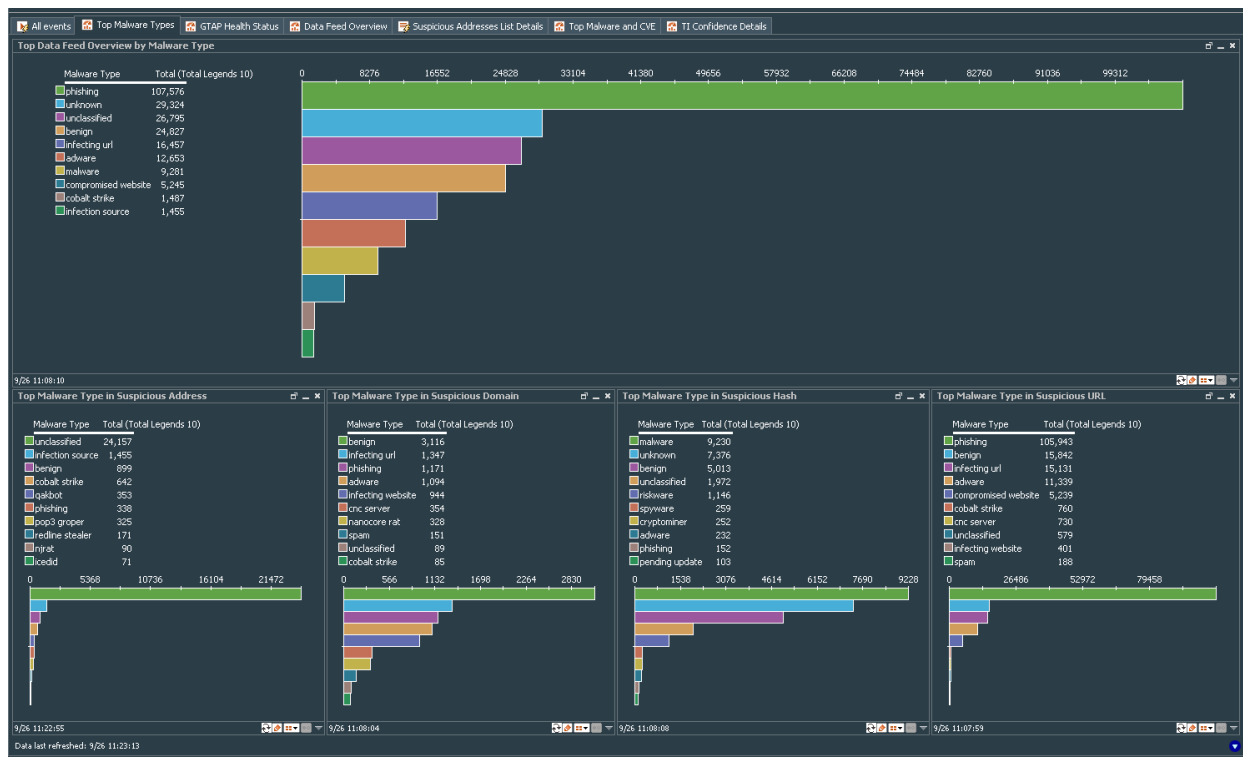 All events Top Malware Types GTAP Health Status Data Feed Overview Suspicious Addresses List Details Top Malware and CVE TI Confidence Details
Top Data Feed Overview by Malware Type
Malware Type Total (Total Legends 10)
phishing 107,576
unknown 29,324
unclassified 26,795
benign 24,827
infecting url 16,457
adware 12,653
malware 9,281
compromised website 5,245
cobalt strike 1,487
infection source 1,455
0 8276 16552 24828 33104 41380 49656 57932 66208 74484 82760 91036 99312
9/26 11:08:10
Top Malware Type in Suspicious Address
Malware Type Total (Total Legends 10)
unclassified 24,157
infection source 1,455
benign 899
cobalt strike 642
qakbot 353
phishing 338
pop3 groper 325
redline stealer 171
njrat 90
icedid 71
0 5368 10736 16104 21472
9/26 11:22:55
Top Malware Type in Suspicious Domain
Malware Type Total (Total Legends 10)
benign 3,116
infecting url 1,347
phishing 1,171
adware 1,094
infecting website 944
cnc server 354
nanocore rat 328
spam 151
unclassified 89
cobalt strike 85
0 566 1132 1698 2264 2830
9/26 11:08:04
Top Malware Type in Suspicious Hash
Malware Type Total (Total Legends 10)
malware 9,230
unknown 7,376
benign 5,013
unclassified 1,972
riskware 1,146
spyware 259
cryptominer 252
adware 232
phishing 152
pending update 103
0 1538 3076 4614 6152 7690 9228
9/26 11:08:08
Top Malware Type in Suspicious URL
Malware Type Total (Total Legends 10)
phishing 105,943
benign 15,842
infecting url 15,131
adware 11,339
compromised website 5,239
cobalt strike 760
cnc server 730
unclassified 579
infecting website 401
spam 188
0 26486 52972 79458
9/26 11:07:59
Data last refreshed: 9/26 11:23:13